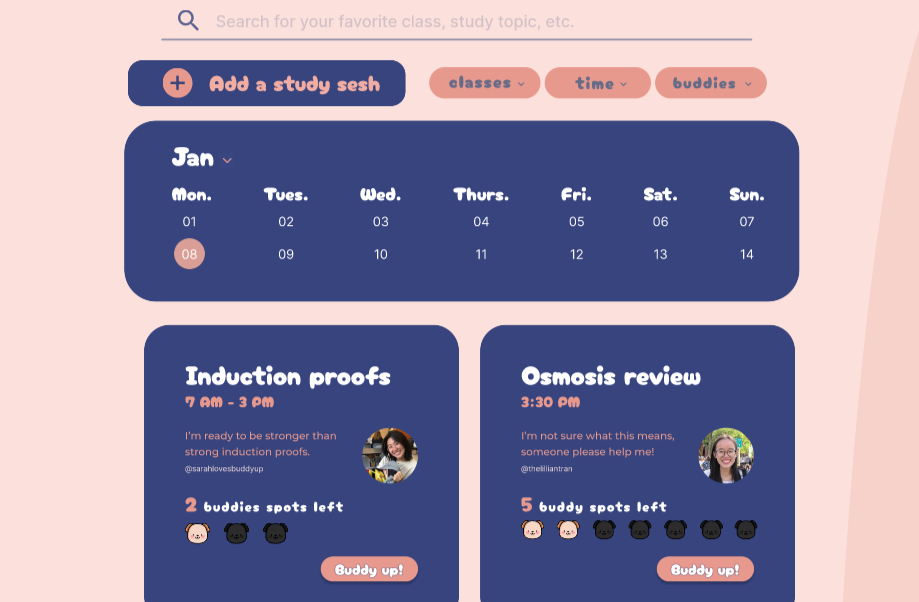 Search for your favorite class, study topic, etc.
+ Add a study sesh
classes time buddies
Jan
Mon. Tues. Wed. Thurs. Fri. Sat. Sun.
01 02 03 04 05 06 07
08 09 10 11 12 13 14
Induction proofs
7 AM - 3 PM
I'm ready to be stronger than
strong induction proofs.
@sarahlovesbuddyup
2 buddies spots left
Buddy up!
Osmosis review
3:30 PM
I'm not sure what this means,
someone please help me!
@thelilliantran
5 buddy spots left
Buddy up!